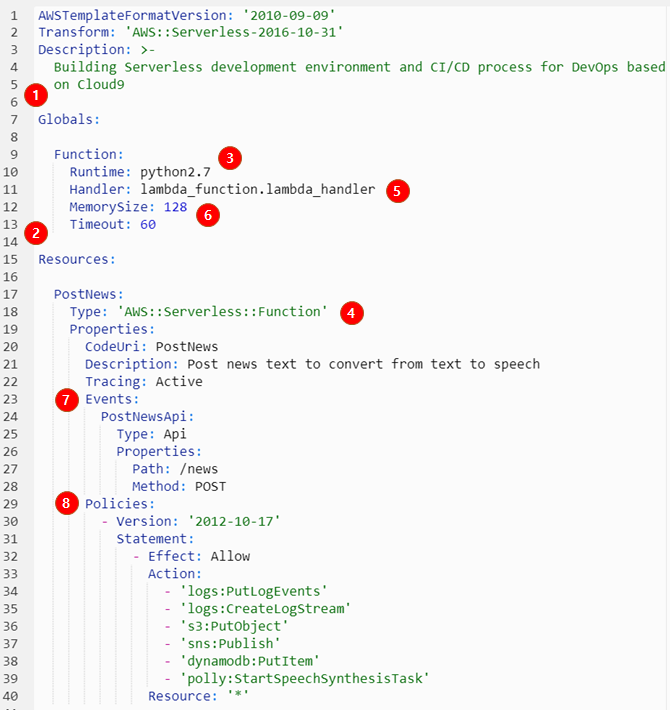 1 AWSTemplateFormatVersion: '2010-09-09'
2 Transform: 'AWS::Serverless-2016-10-31'
3 Description: >-
4   Building Serverless development environment and CI/CD process for DevOps based
5   on Cloud9
1
6
7 Globals:
8
9   Function:
3
10     Runtime: python2.7
11     Handler: lambda_function.lambda_handler 5
12     MemorySize: 128
6
13     Timeout: 60
2
14
15 Resources:
16
17   PostNews:
18     Type: 'AWS::Serverless::Function' 4
19     Properties:
20       CodeUri: PostNews
21       Description: Post news text to convert from text to speech
22       Tracing: Active
23 7 Events:
24         PostNewsApi:
25           Type: Api
26           Properties:
27             Path: /news
28             Method: POST
29 8 Policies:
30         - Version: '2012-10-17'
31           Statement:
32             - Effect: Allow
33               Action:
34                 - 'logs:PutLogEvents'
35                 - 'logs:CreateLogStream'
36                 - 's3:PutObject'
37                 - 'sns:Publish'
38                 - 'dynamodb:PutItem'
39                 - 'polly:StartSpeechSynthesisTask'
40               Resource: '*'